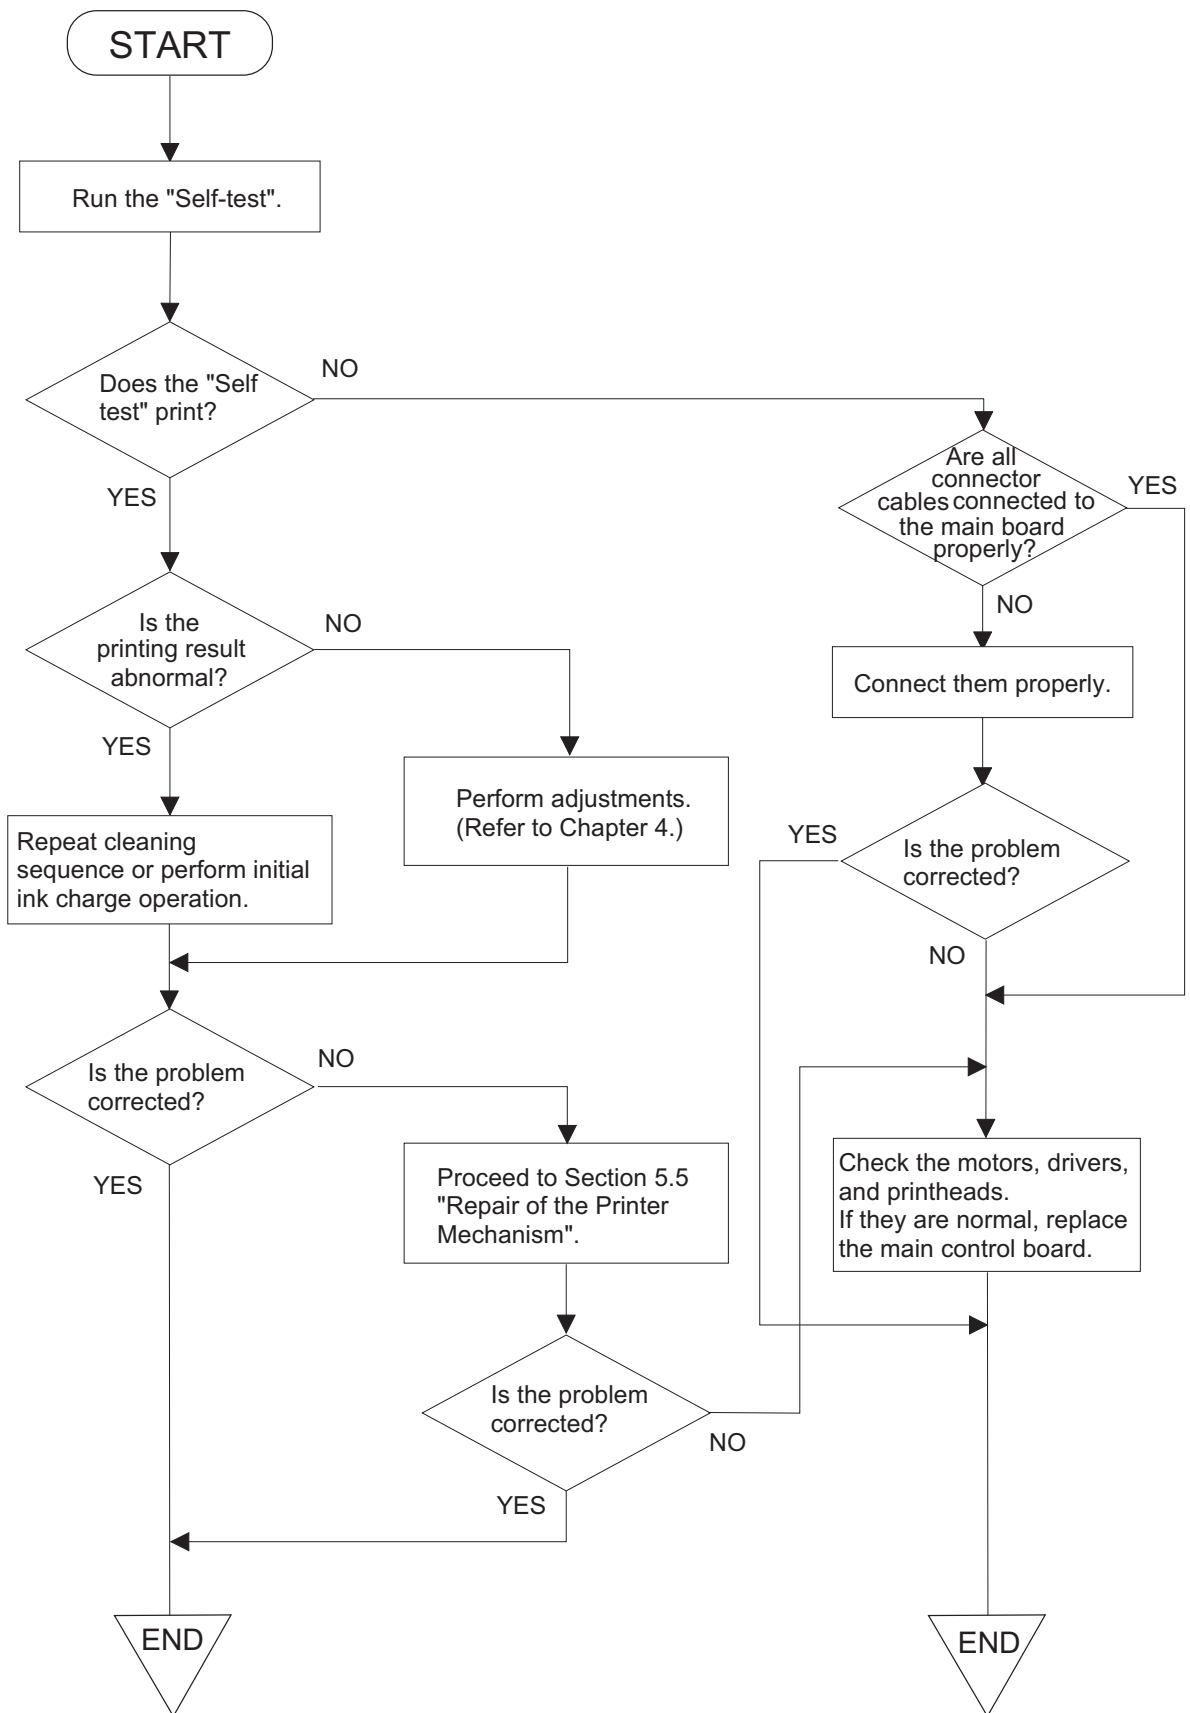 START
Run the "Self-test".
Does the "Self
test" print?
NO
YES
Are all
connector
cables connected to
the main board
properly?
YES
NO
Is the
printing result
abnormal?
NO
YES
Connect them properly.
Perform adjustments.
(Refer to Chapter 4.)
Repeat cleaning
sequence or perform initial
ink charge operation.
YES
Is the problem
corrected?
NO
Is the problem
corrected?
NO
YES
Proceed to Section 5.5
"Repair of the Printer
Mechanism".
Check the motors, drivers,
and printheads.
If they are normal, replace
the main control board.
Is the problem
corrected?
NO
YES
END
END